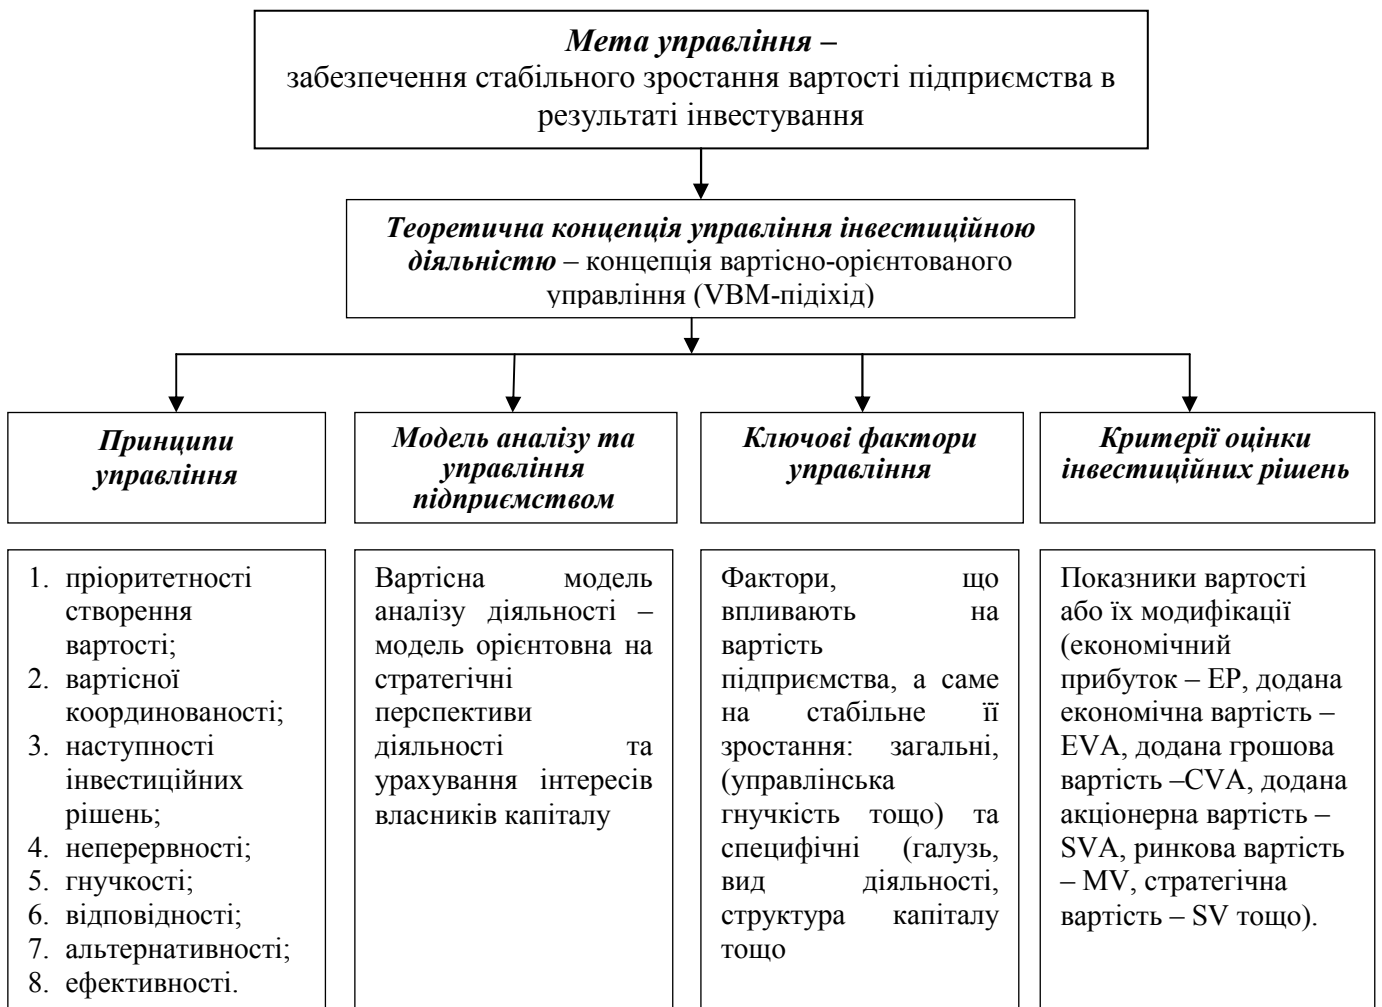 Мета управління –
забезпечення стабільного зростання вартості підприємства в
результаті інвестування
Теоретична концепція управління інвестиційною
діяльністю – концепція вартісно-орієнтованого
управління (VBM-підіхід)
Принципи
управління
Модель аналізу та
управління
підприємством
Ключові фактори
управління
Критерії оцінки
інвестиційних рішень
1. пріоритетності
створення
вартості;
2. вартісної
координованості;
3. наступності
інвестиційних
рішень;
4. неперервності;
5. гнучкості;
6. відповідності;
7. альтернативності;
8. ефективності.
Вартісна модель
аналізу діяльності –
модель орієнтовна на
стратегічні
перспективи
діяльності та
урахування інтересів
власників капіталу
Фактори, що
впливають на
вартість
підприємства, а саме
на стабільне її
зростання: загальні,
(управлінська
гнучкість тощо) та
специфічні (галузь,
вид діяльності,
структура капіталу
тощо
Показники вартості
або їх модифікації
(економічний
прибуток – EP, додана
економічна вартість –
EVA, додана грошова
вартість –CVA, додана
акціонерна вартість –
SVA, ринкова вартість
– MV, стратегічна
вартість – SV тощо).